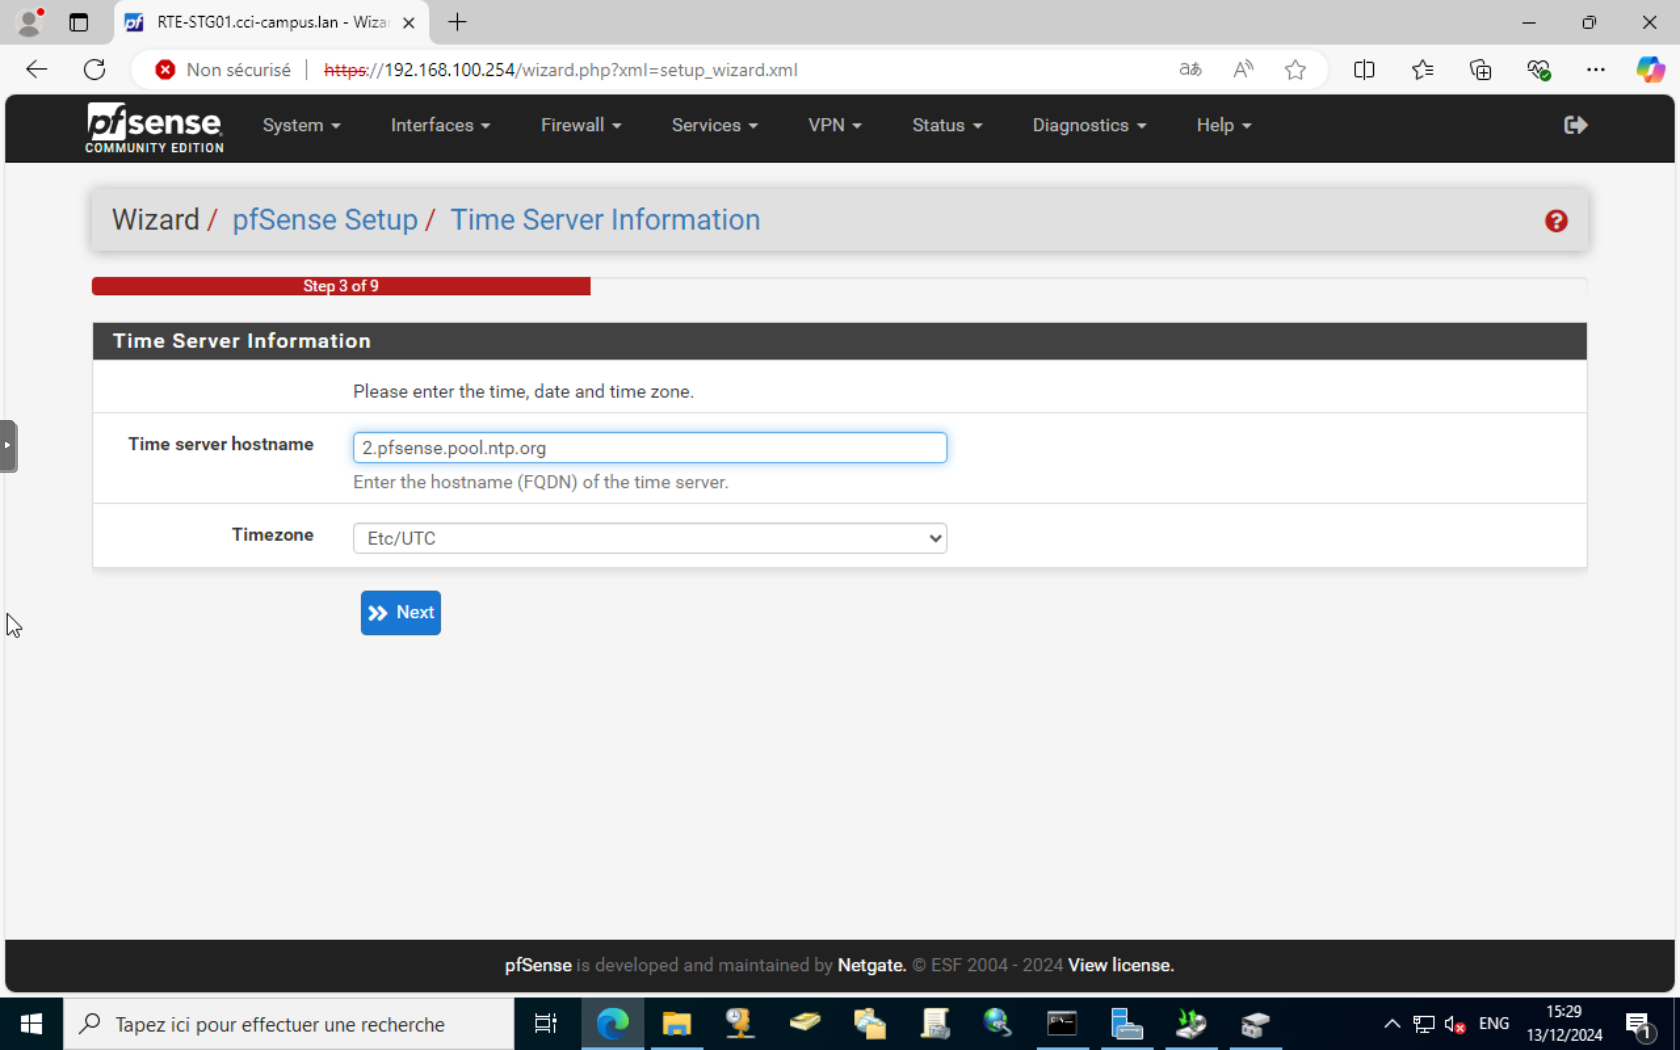 RTE-STG01.cci-campus.lan - Wiza
Non sécurisé
https://192.168.100.254/wizard.php?xml=setup_wizard.xml
pfsense
COMMUNITY EDITION
System
Interfaces
Firewall
Services
VPN
Status
Diagnostics
Help
Wizard / pfSense Setup / Time Server Information
Step 3 of 9
Time Server Information
Please enter the time, date and time zone.
Time server hostname
2.pfsense.pool.ntp.org
Enter the hostname (FQDN) of the time server.
Timezone
Etc/UTC
Next
pfSense is developed and maintained by Netgate. © ESF 2004 - 2024 View license.
Tapez ici pour effectuer une recherche
ENG
15:29
13/12/2024
1